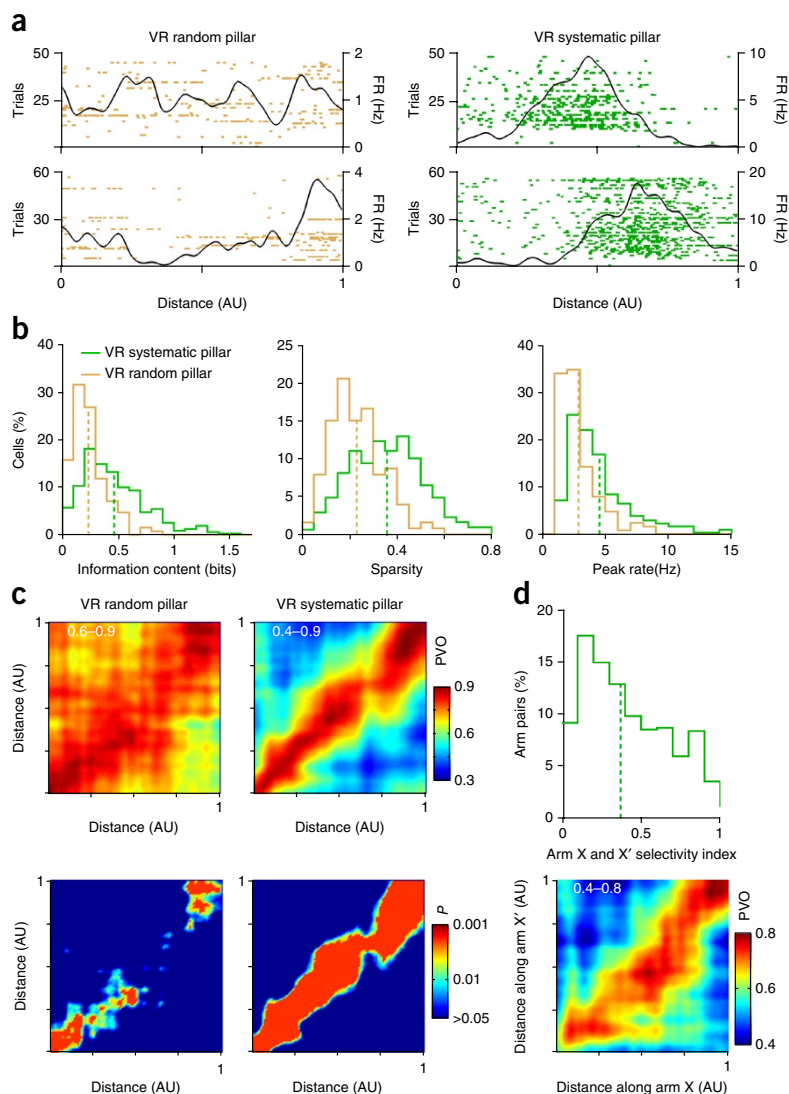 a
VR random pillar
VR systematic pillar
50
25
Trials
2
1
0
FR (Hz)
50
25
Trials
10
5
0
FR (Hz)
60
30
Trials
4
2
0
FR (Hz)
0
1
Distance (AU)
60
30
Trials
20
10
0
FR (Hz)
0
1
Distance (AU)
b
VR systematic pillar
VR random pillar
40
30
20
10
0
Cells (%)
0
0.5
1
1.5
Information content (bits)
25
20
15
10
5
0
0
0.4
0.8
Sparsity
40
30
20
10
0
0
5
10
15
Peak rate(Hz)
c
VR random pillar
VR systematic pillar
1
0.6–0.9
Distance (AU)
1
Distance (AU)
1
0.4–0.9
1
Distance (AU)
PVO
0.9
0.3
1
Distance (AU)
1
Distance (AU)
1
1
Distance (AU)
P
0.001
0.01
>0.05
d
20
15
10
5
0
Arm pairs (%)
0
0.5
1
Arm X and X′ selectivity index
1
0.4–0.8
Distance along arm X′ (AU)
1
Distance along arm X (AU)
PVO
0.8
0.6
0.4